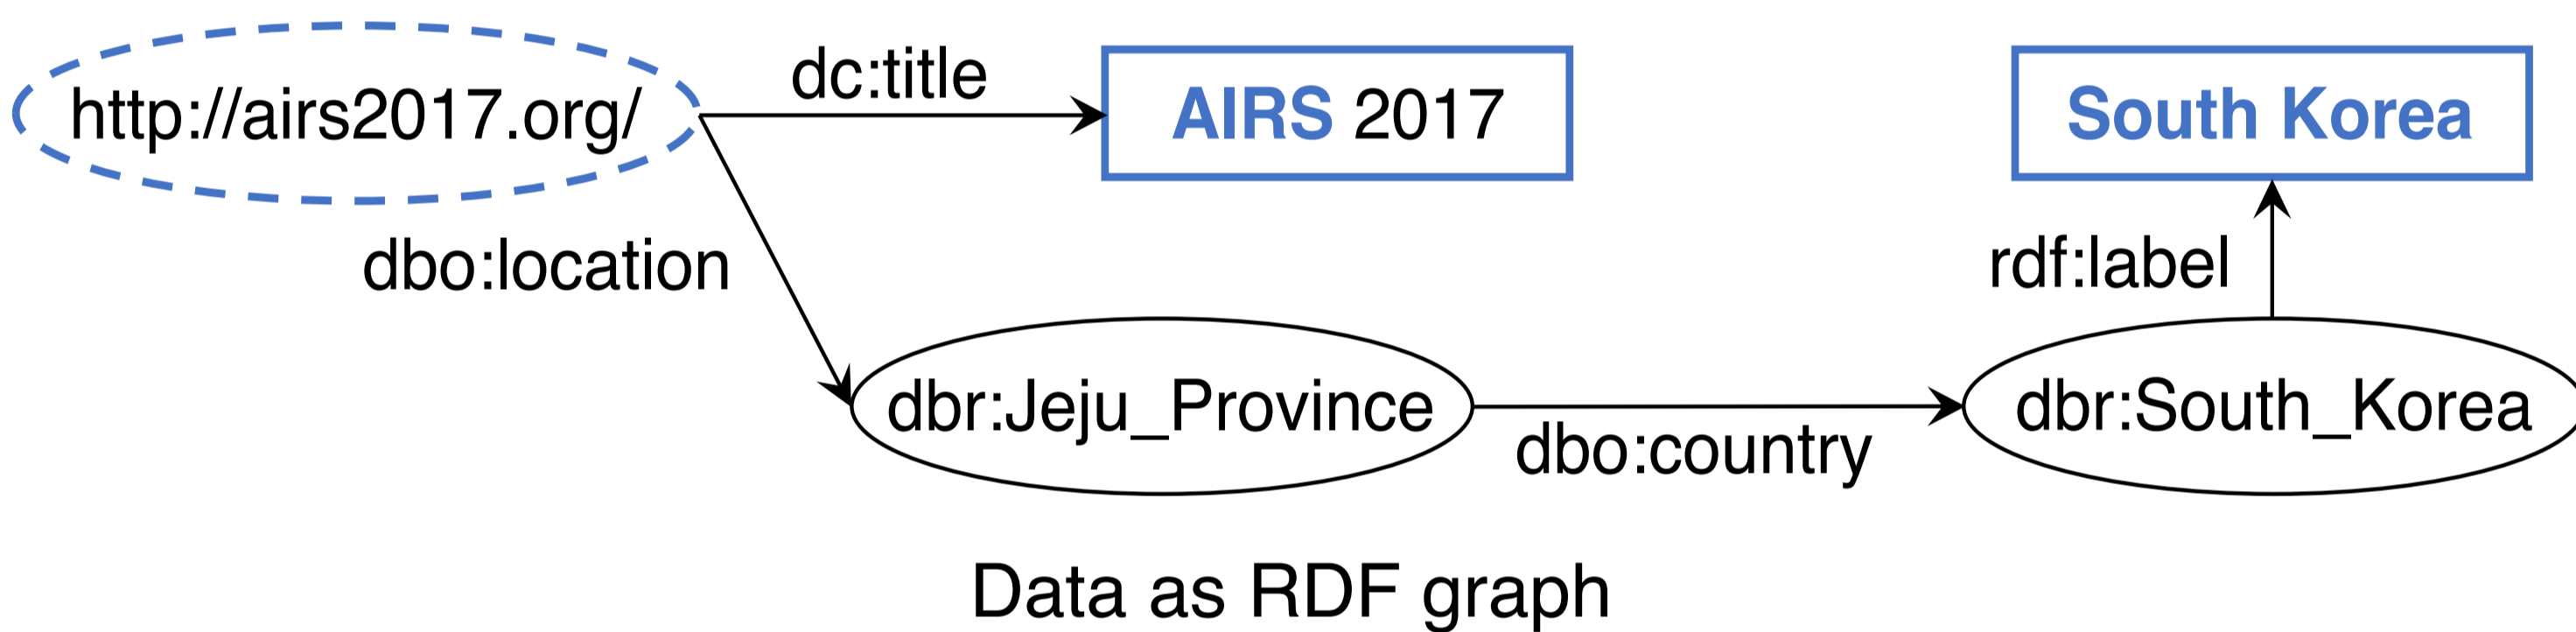 dc:title
http://airs2017.org/
AIRS 2017
South Korea
dbo:location
rdf:label
dbr:Jeju_Province
dbr:South_Korea
dbo:country
Data as RDF graph